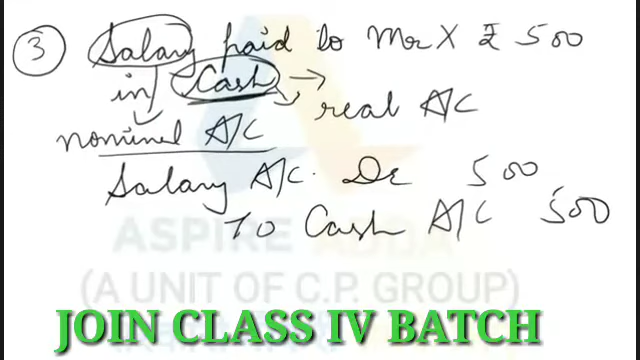 ③ Salary paid to Mr X ₹ 500
in Cash → real A/C
nominal A/C
Salary A/C. Dr 500
To Cash A/C 500
ASPIRE ADDA
(A UNIT OF C.P. GROUP)
JOIN CLASS IV BATCH